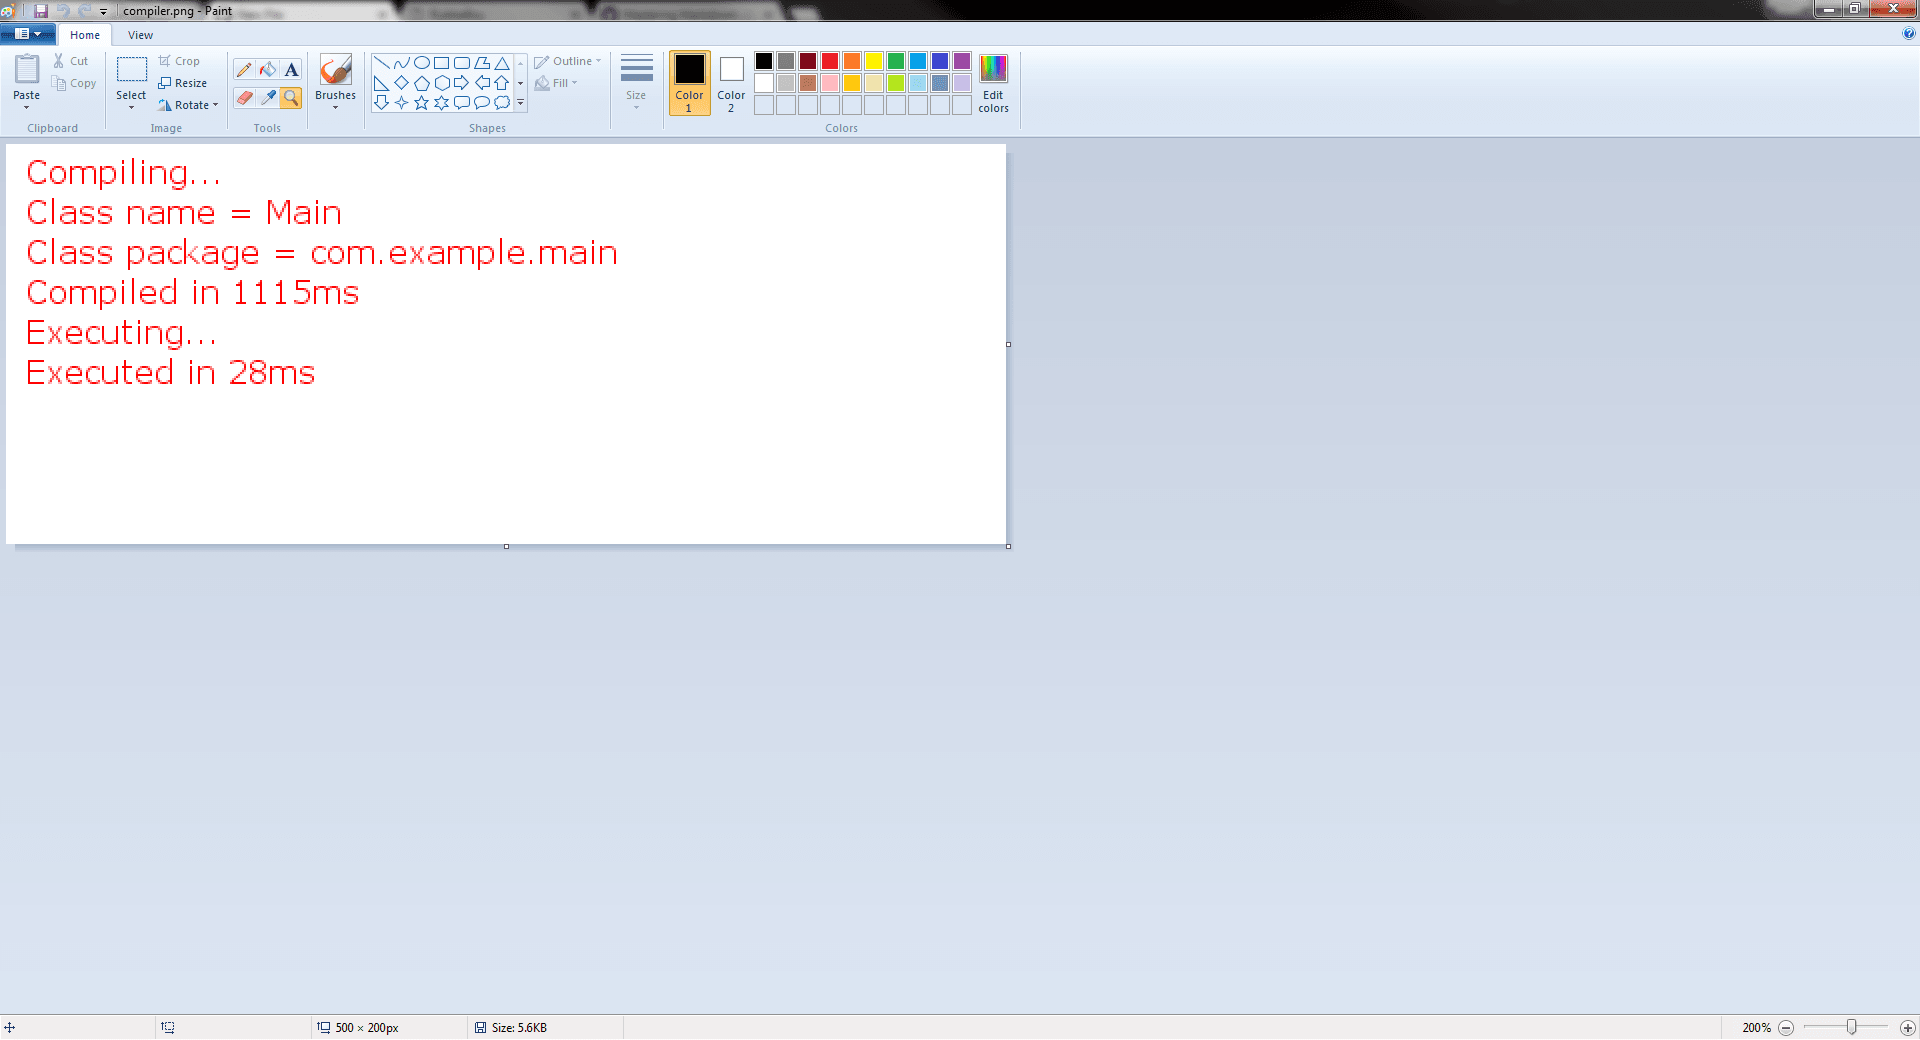 compiler.png - Paint
Home
View
Paste
Cut
Copy
Clipboard
Select
Crop
Resize
Rotate
Image
A
Tools
Brushes
Shapes
Outline
Fill
Size
Color 1
Color 2
Edit colors
Colors
Compiling...
Class name = Main
Class package = com.example.main
Compiled in 1115ms
Executing...
Executed in 28ms
500 × 200px
Size: 5.6KB
200%